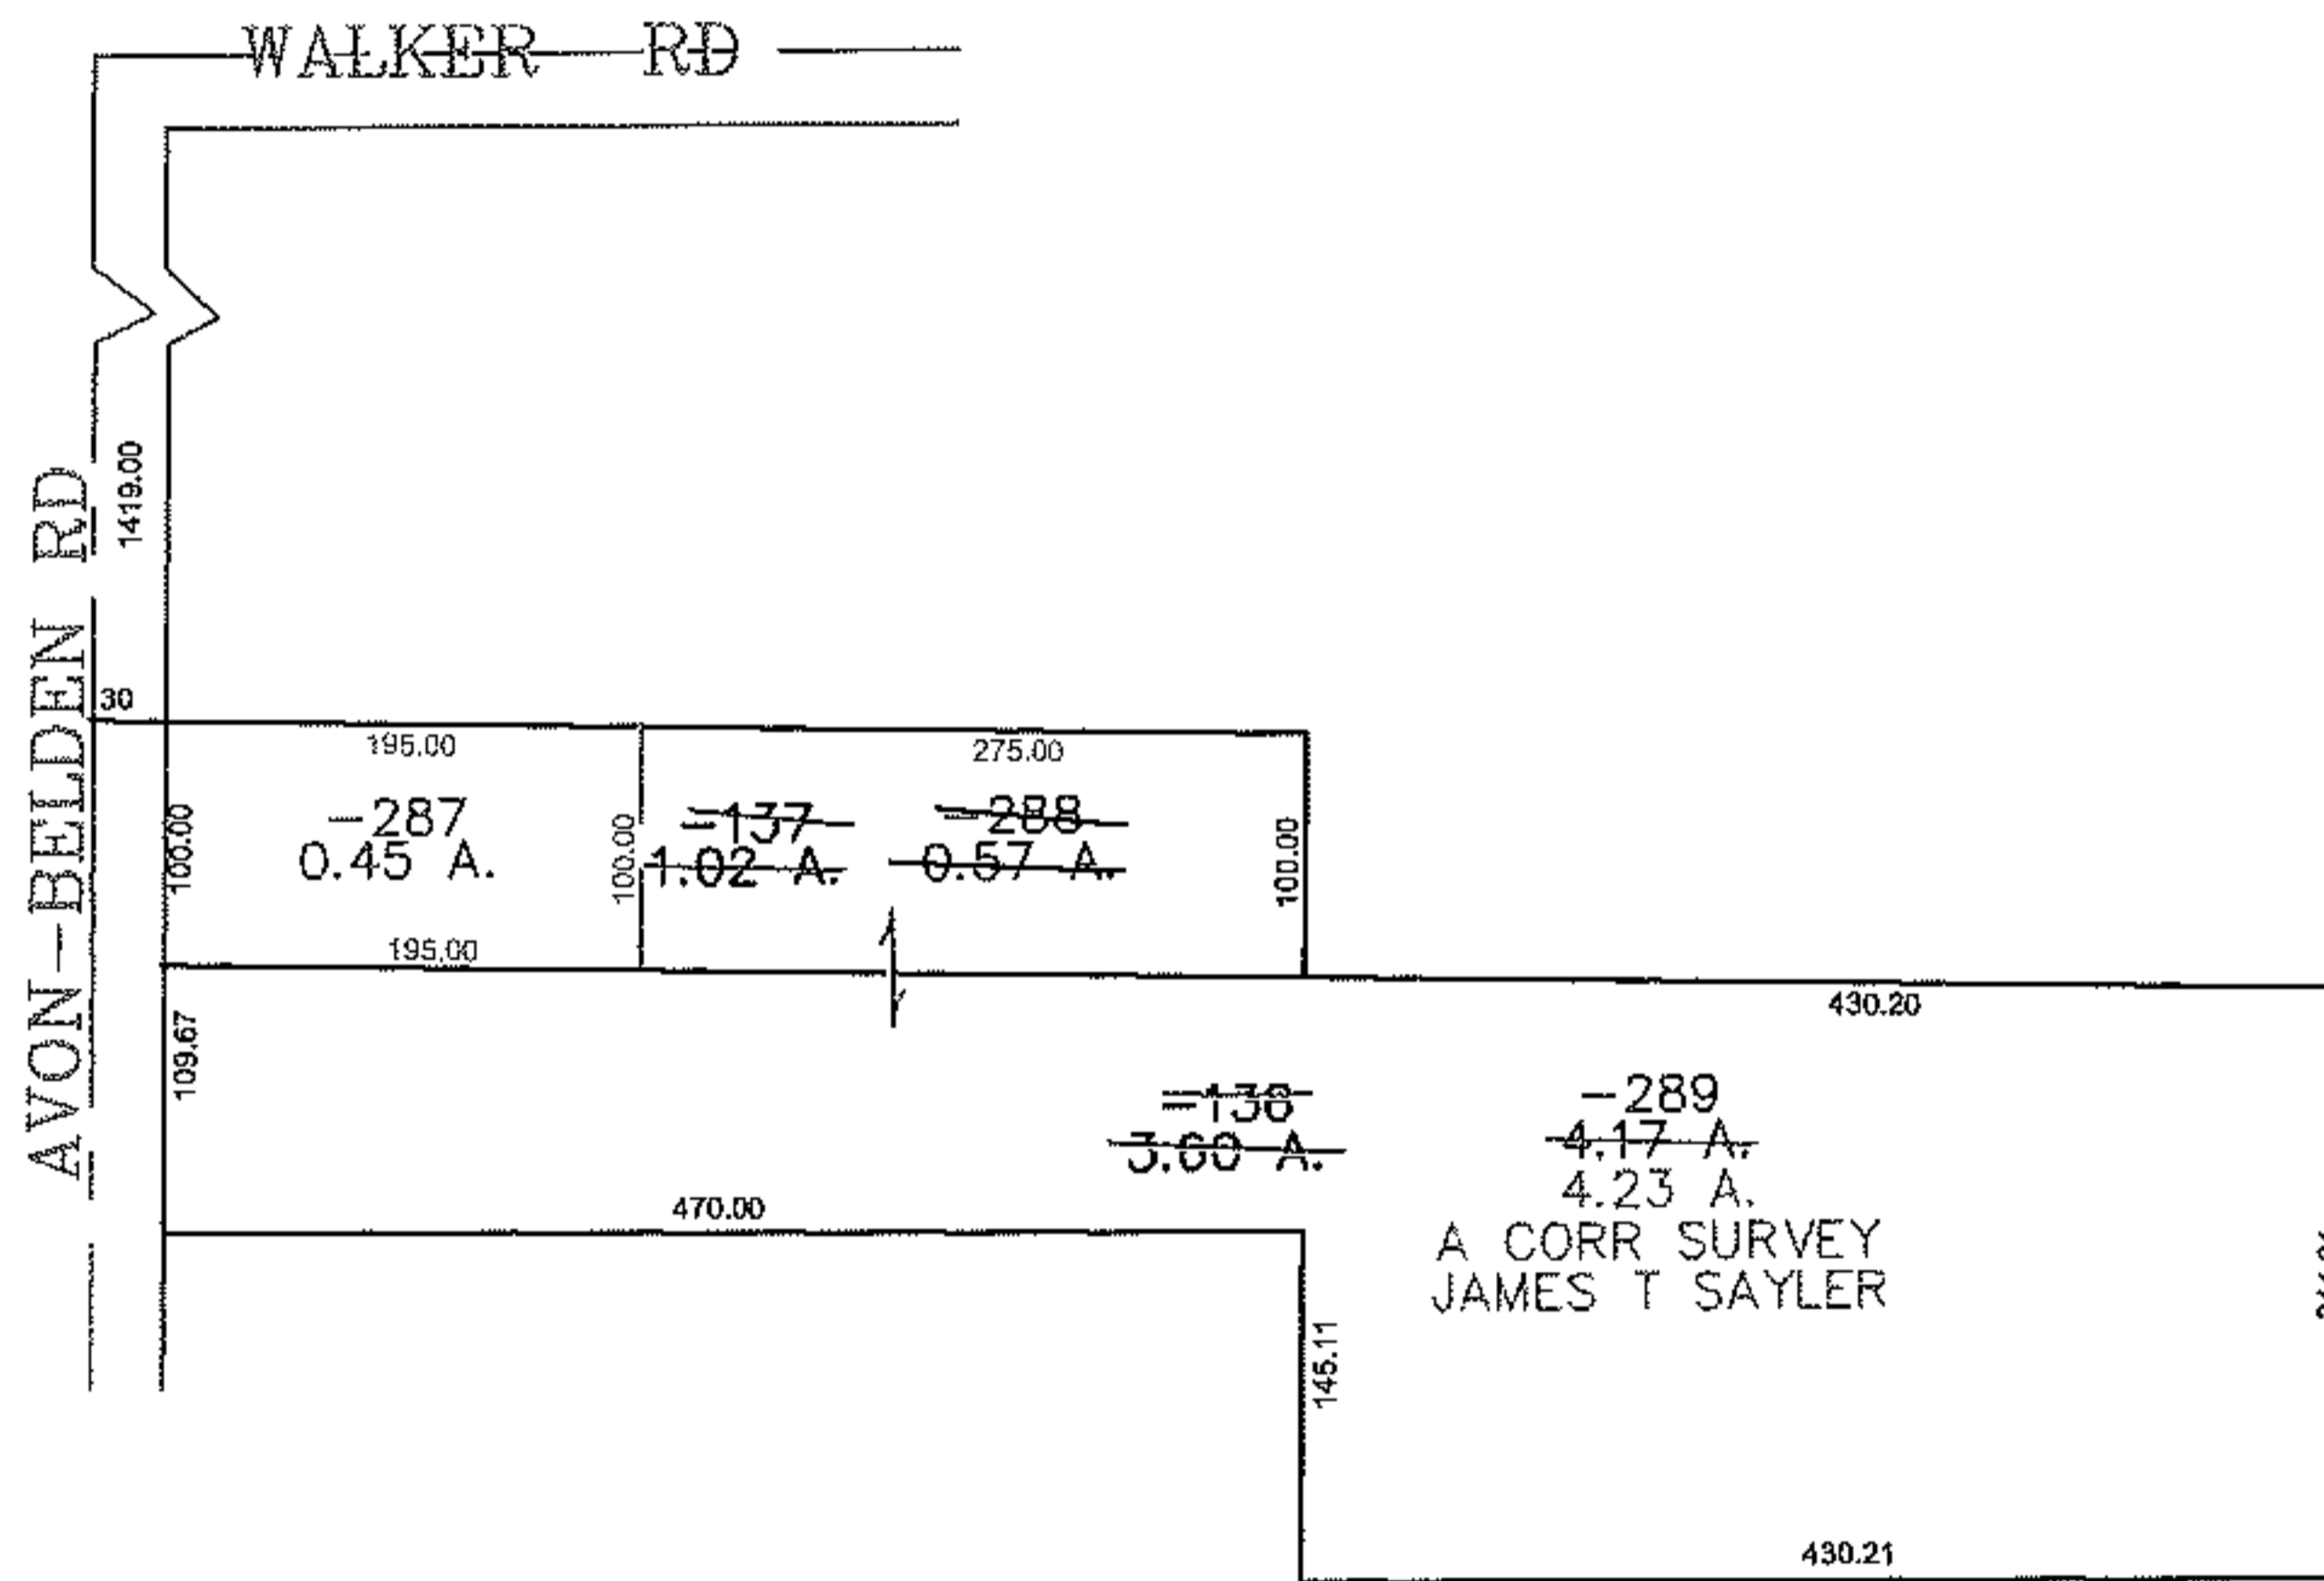 WALKER RD
AVON-BELDEN RD
1419.00
30
195.00
275.00
100.00
-287
0.45 A.
100.00
-137
1.02 A.
-288
0.57 A.
100.00
195.00
430.20
109.67
-138
3.60 A.
-289
4.17 A.
4.23 A.
A CORR SURVEY
JAMES T SAYLER
470.00
145.11
430.21